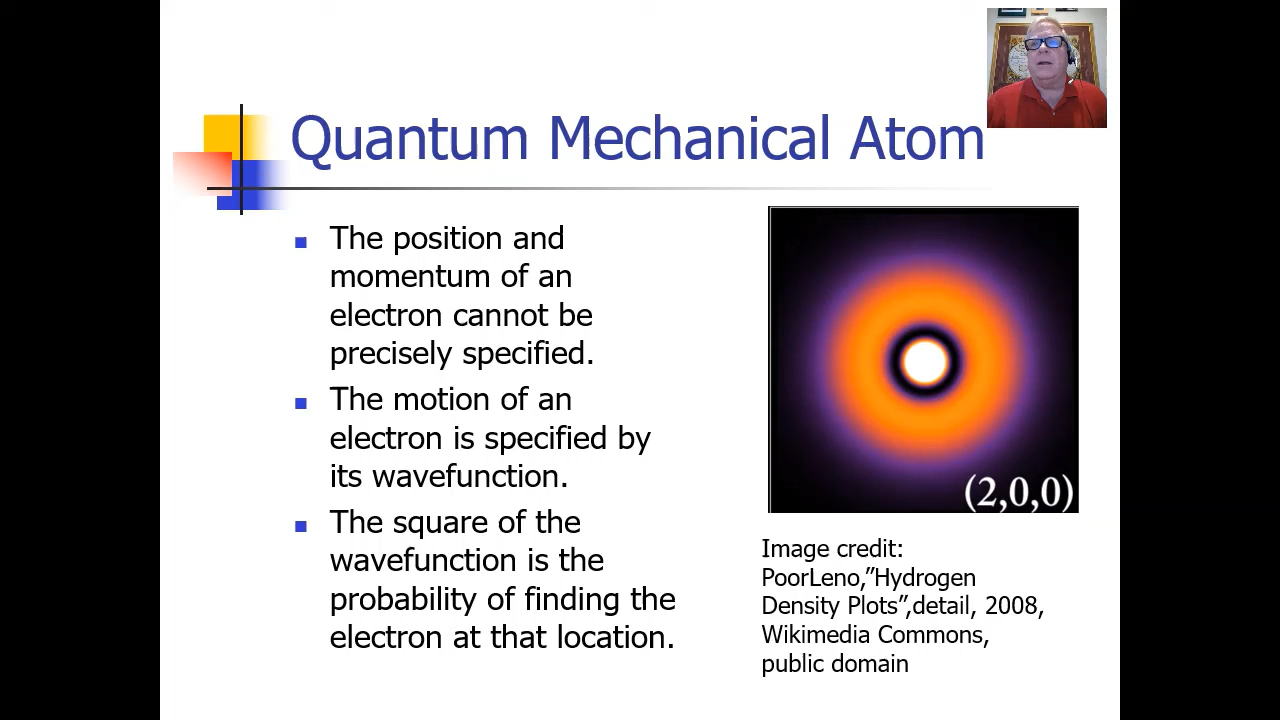 Quantum Mechanical Atom
The position and
momentum of an
electron cannot be
precisely specified.
The motion of an
electron is specified by
its wavefunction.
The square of the
wavefunction is the
probability of finding the
electron at that location.
(2,0,0)
Image credit:
PoorLeno,”Hydrogen
Density Plots”,detail, 2008,
Wikimedia Commons,
public domain